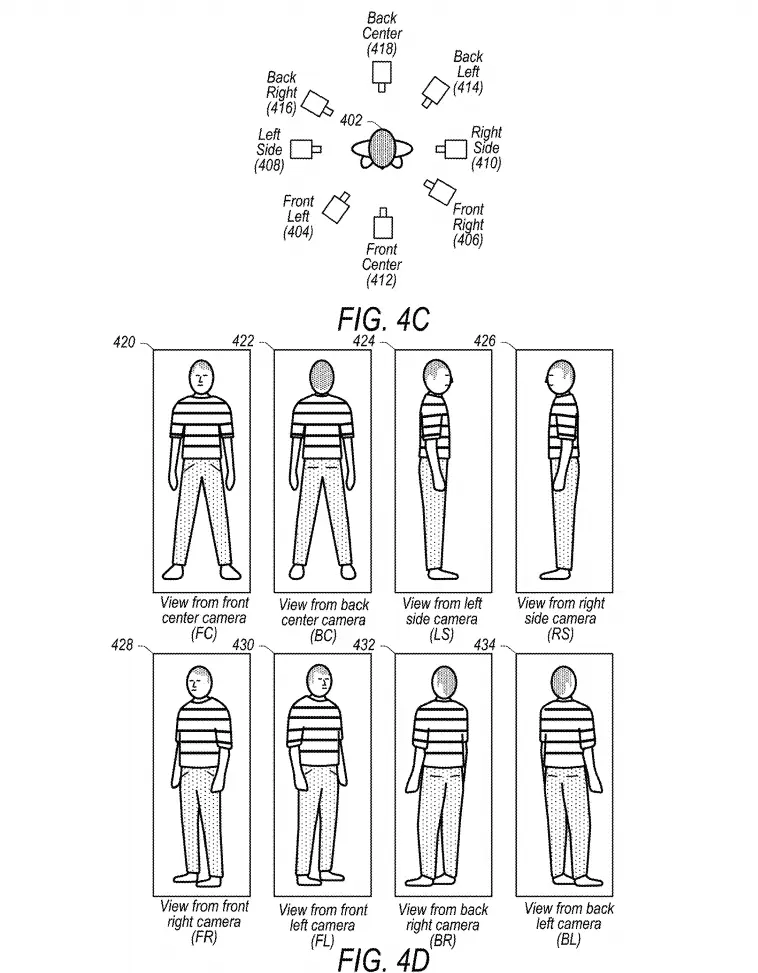 Back
Center
(418)
Back
Left
(414)
Back
Right
(416)
402
Left
Side
(408)
Right
Side
(410)
Front
Left
(404)
Front
Right
(406)
Front
Center
(412)
FIG. 4C
420
422
424
426
View from front
center camera
(FC)
View from back
center camera
(BC)
View from left
side camera
(LS)
View from right
side camera
(RS)
428
430
432
434
View from front
right camera
(FR)
View from front
left camera
(FL)
View from back
right camera
(BR)
View from back
left camera
(BL)
FIG. 4D